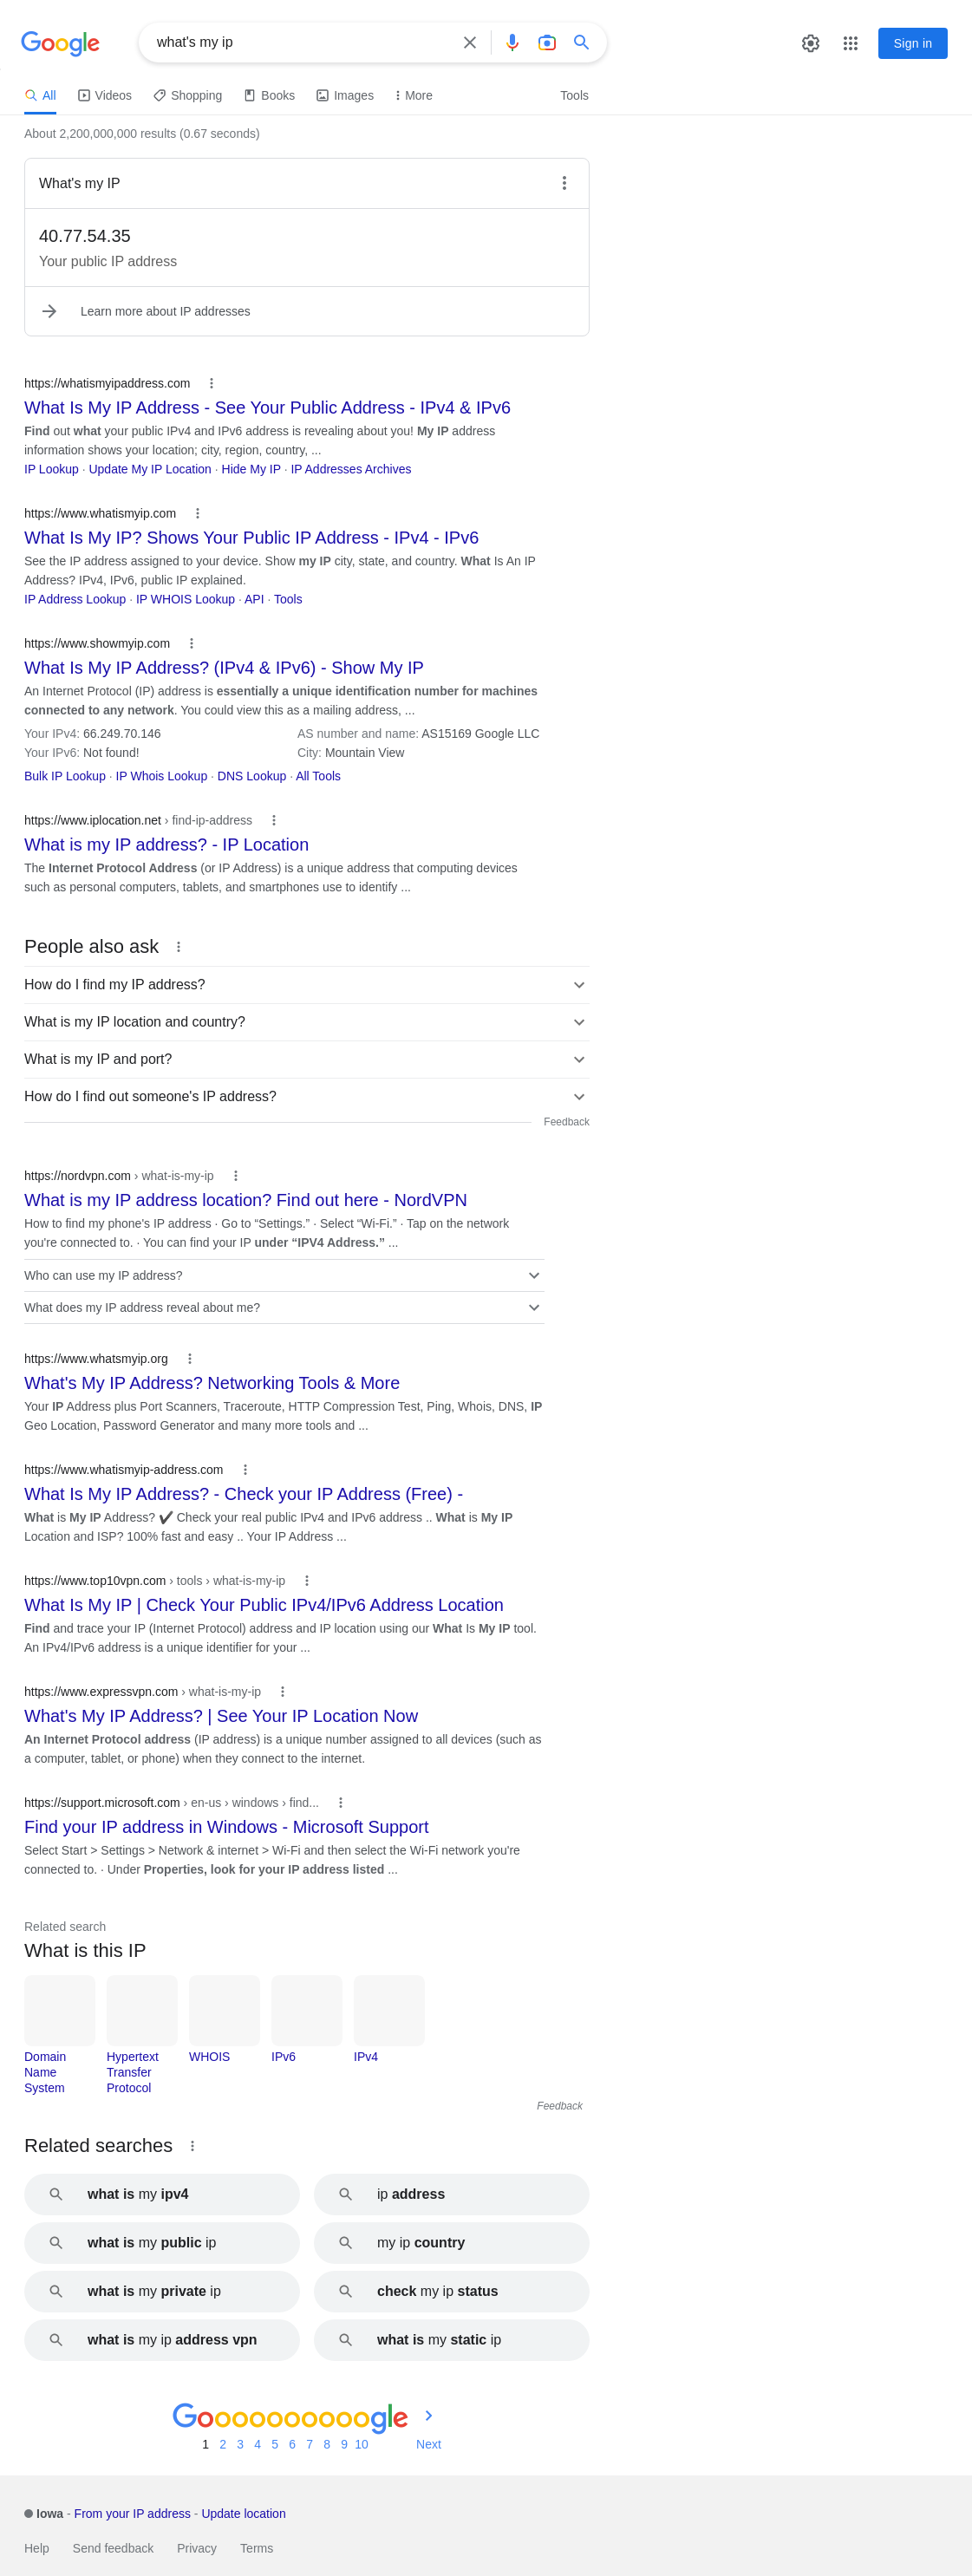 Google
what's my ip
Sign in
All Videos Shopping Books Images More Tools
About 2,200,000,000 results (0.67 seconds)
What's my IP
40.77.54.35
Your public IP address
Learn more about IP addresses
https://whatismyipaddress.com
What Is My IP Address - See Your Public Address - IPv4 & IPv6
Find out what your public IPv4 and IPv6 address is revealing about you! My IP address
information shows your location; city, region, country, ...
IP Lookup · Update My IP Location · Hide My IP · IP Addresses Archives
https://www.whatismyip.com
What Is My IP? Shows Your Public IP Address - IPv4 - IPv6
See the IP address assigned to your device. Show my IP city, state, and country. What Is An IP
Address? IPv4, IPv6, public IP explained.
IP Address Lookup · IP WHOIS Lookup · API · Tools
https://www.showmyip.com
What Is My IP Address? (IPv4 & IPv6) - Show My IP
An Internet Protocol (IP) address is essentially a unique identification number for machines
connected to any network. You could view this as a mailing address, ...
Your IPv4: 66.249.70.146 AS number and name: AS15169 Google LLC
Your IPv6: Not found! City: Mountain View
Bulk IP Lookup · IP Whois Lookup · DNS Lookup · All Tools
https://www.iplocation.net › find-ip-address
What is my IP address? - IP Location
The Internet Protocol Address (or IP Address) is a unique address that computing devices
such as personal computers, tablets, and smartphones use to identify ...
People also ask
How do I find my IP address?
What is my IP location and country?
What is my IP and port?
How do I find out someone's IP address?
Feedback
https://nordvpn.com › what-is-my-ip
What is my IP address location? Find out here - NordVPN
How to find my phone's IP address · Go to “Settings.” · Select “Wi-Fi.” · Tap on the network
you're connected to. · You can find your IP under “IPV4 Address.” ...
Who can use my IP address?
What does my IP address reveal about me?
https://www.whatsmyip.org
What's My IP Address? Networking Tools & More
Your IP Address plus Port Scanners, Traceroute, HTTP Compression Test, Ping, Whois, DNS, IP
Geo Location, Password Generator and many more tools and ...
https://www.whatismyip-address.com
What Is My IP Address? - Check your IP Address (Free) -
What is My IP Address? ✔ Check your real public IPv4 and IPv6 address .. What is My IP
Location and ISP? 100% fast and easy .. Your IP Address ...
https://www.top10vpn.com › tools › what-is-my-ip
What Is My IP | Check Your Public IPv4/IPv6 Address Location
Find and trace your IP (Internet Protocol) address and IP location using our What Is My IP tool.
An IPv4/IPv6 address is a unique identifier for your ...
https://www.expressvpn.com › what-is-my-ip
What's My IP Address? | See Your IP Location Now
An Internet Protocol address (IP address) is a unique number assigned to all devices (such as
a computer, tablet, or phone) when they connect to the internet.
https://support.microsoft.com › en-us › windows › find...
Find your IP address in Windows - Microsoft Support
Select Start > Settings > Network & internet > Wi-Fi and then select the Wi-Fi network you're
connected to. · Under Properties, look for your IP address listed ...
Related search
What is this IP
Domain Hypertext WHOIS IPv6 IPv4
Name Transfer
System Protocol
Feedback
Related searches
what is my ipv4 ip address
what is my public ip my ip country
what is my private ip check my ip status
what is my ip address vpn what is my static ip
Goooooooooogle
1 2 3 4 5 6 7 8 9 10 Next
Iowa - From your IP address - Update location
Help Send feedback Privacy Terms